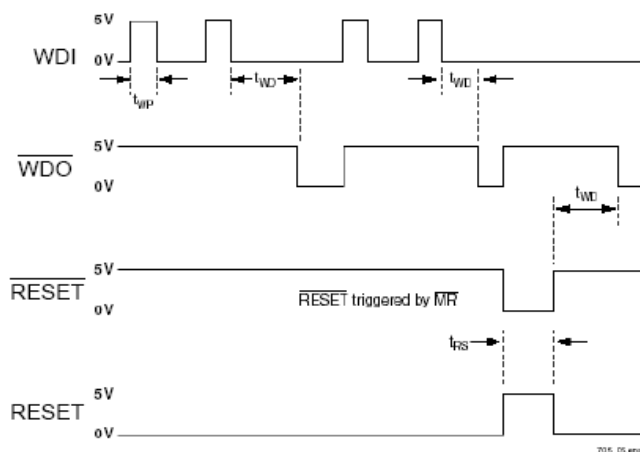 5V
WDI
0V
tWP
tWD
tWD
5V
WDO
0V
tWD
5V
RESET
0V
RESET triggered by MR
tRS
5V
RESET
0V